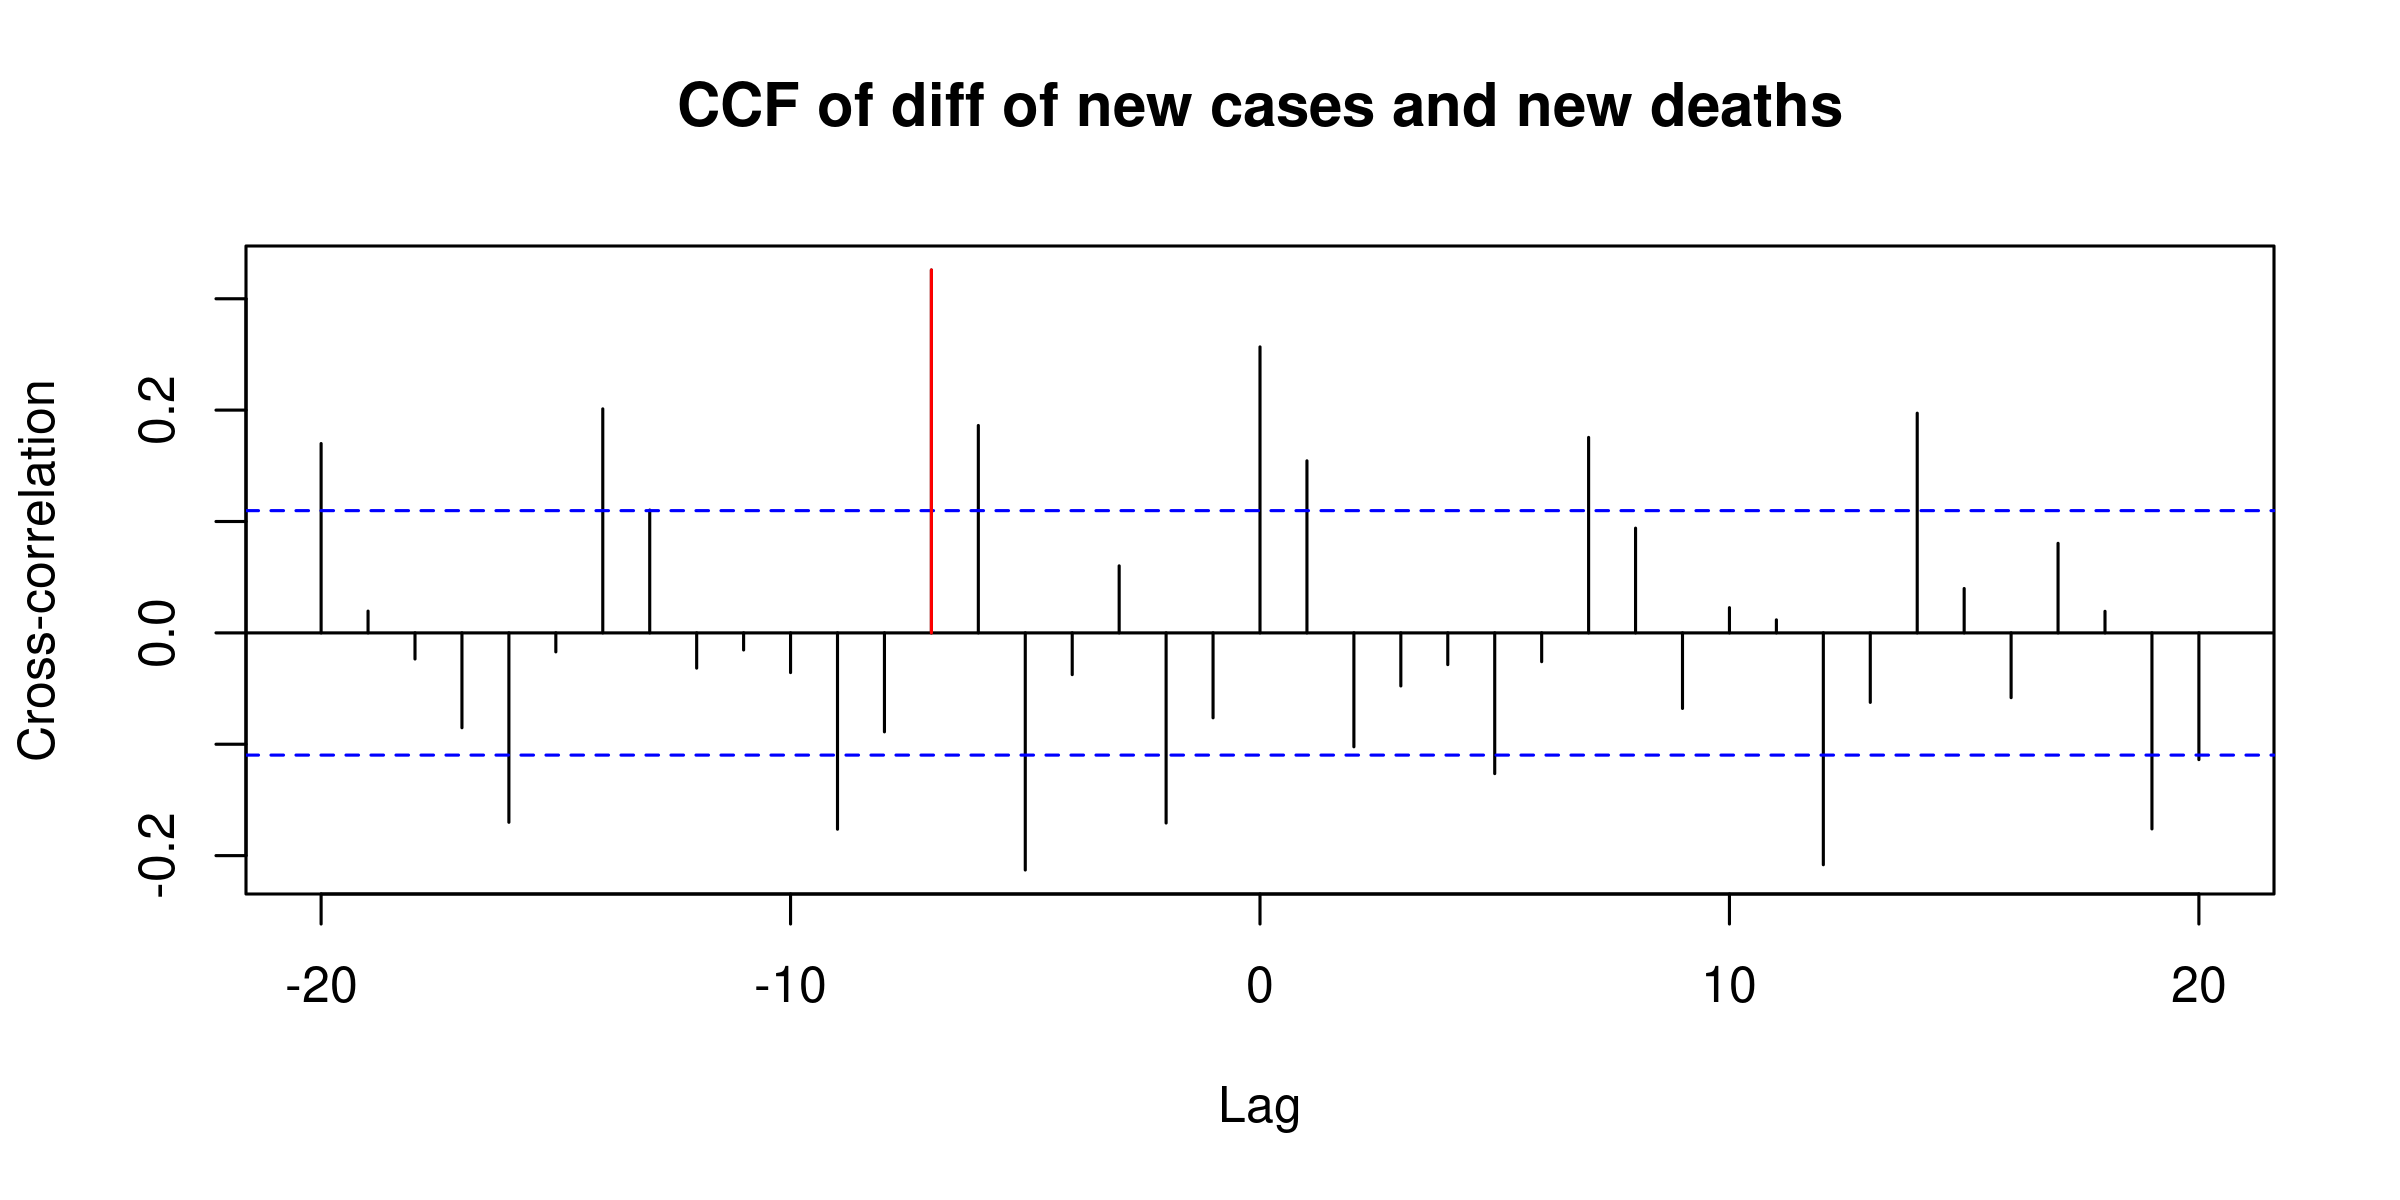 CCF of diff of new cases and new deaths
Cross-correlation
0.2
0.0
-0.2
-20 -10 0 10 20
Lag